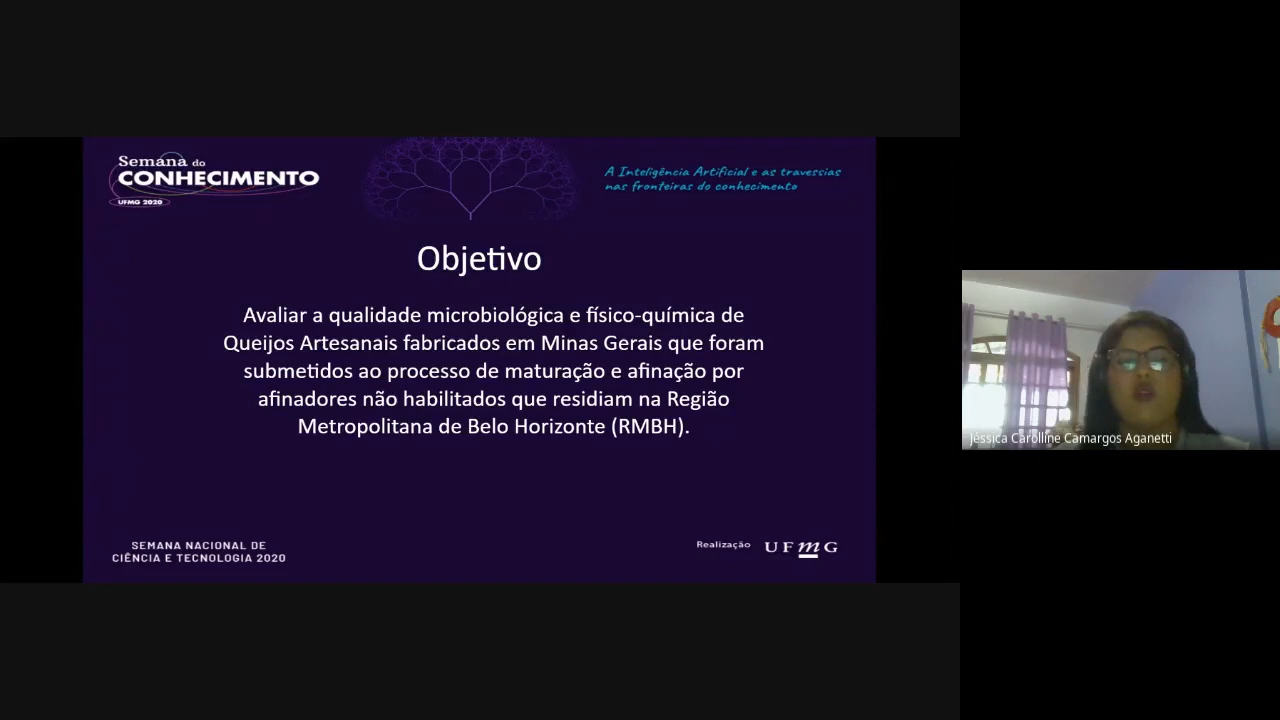 Semana do
CONHECIMENTO
UFMG 2020
A Inteligência Artificial e as travessias
nas fronteiras do conhecimento
Objetivo
Avaliar a qualidade microbiológica e físico-química de
Queijos Artesanais fabricados em Minas Gerais que foram
submetidos ao processo de maturação e afinação por
afinadores não habilitados que residiam na Região
Metropolitana de Belo Horizonte (RMBH).
Jéssica Carolline Camargos Aganetti
SEMANA NACIONAL DE
CIÊNCIA E TECNOLOGIA 2020
Realização UFMG